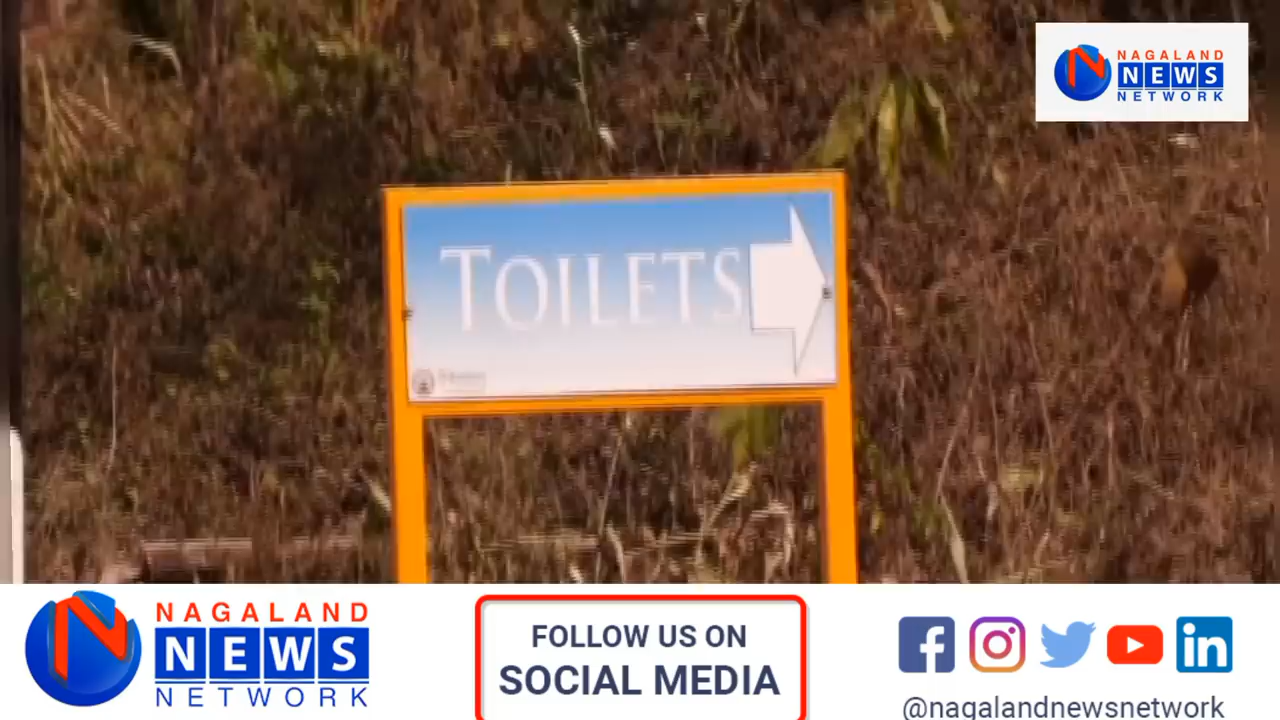 NAGALAND
NEWS
NETWORK
TOILETS
NAGALAND
NEWS
NETWORK
FOLLOW US ON
SOCIAL MEDIA
@nagalandnewsnetwork